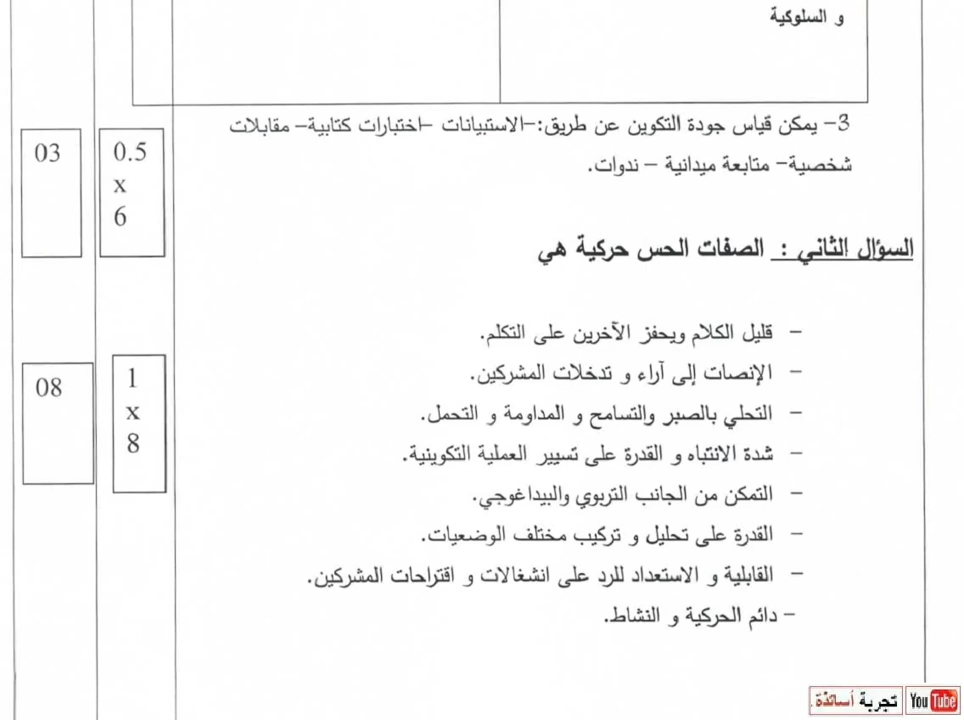 و السلوكية
3- يمكن قياس جودة التكوين عن طريق:-الاستبيانات -اختبارات كتابية- مقابلات
شخصية- متابعة ميدانية - ندوات.
0.5
x
6
03
السؤال الثاني : الصفات الحس حركية هي
- قليل الكلام ويحفز الآخرين على التكلم.
- الإنصات إلى آراء و تدخلات المشركين.
- التحلي بالصبر والتسامح و المداومة و التحمل.
- شدة الانتباه و القدرة على تسيير العملية التكوينية.
- التمكن من الجانب التربوي والبيداغوجي.
- القدرة على تحليل و تركيب مختلف الوضعيات.
- القابلية و الاستعداد للرد على انشغالات و اقتراحات المشركين.
- دائم الحركية و النشاط.
1
x
8
08
تجربة أساتذة.
YouTube